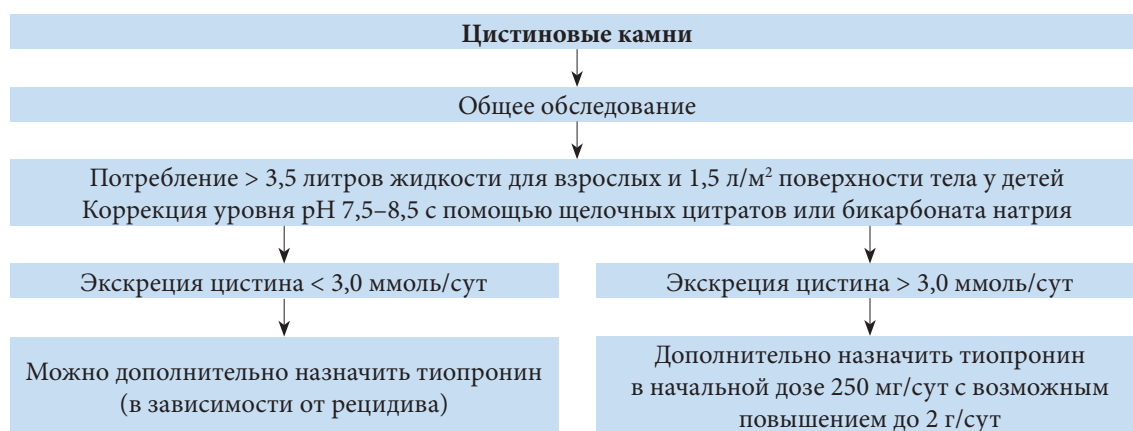 Цистиновые камни
Общее обследование
Потребление > 3,5 литров жидкости для взрослых и 1,5 л/м² поверхности тела у детей
Коррекция уровня pH 7,5–8,5 с помощью щелочных цитратов или бикарбоната натрия
Экскреция цистина < 3,0 ммоль/сут
Можно дополнительно назначить тиопронин
(в зависимости от рецидива)
Экскреция цистина > 3,0 ммоль/сут
Дополнительно назначить тиопронин
в начальной дозе 250 мг/сут с возможным
повышением до 2 г/сут